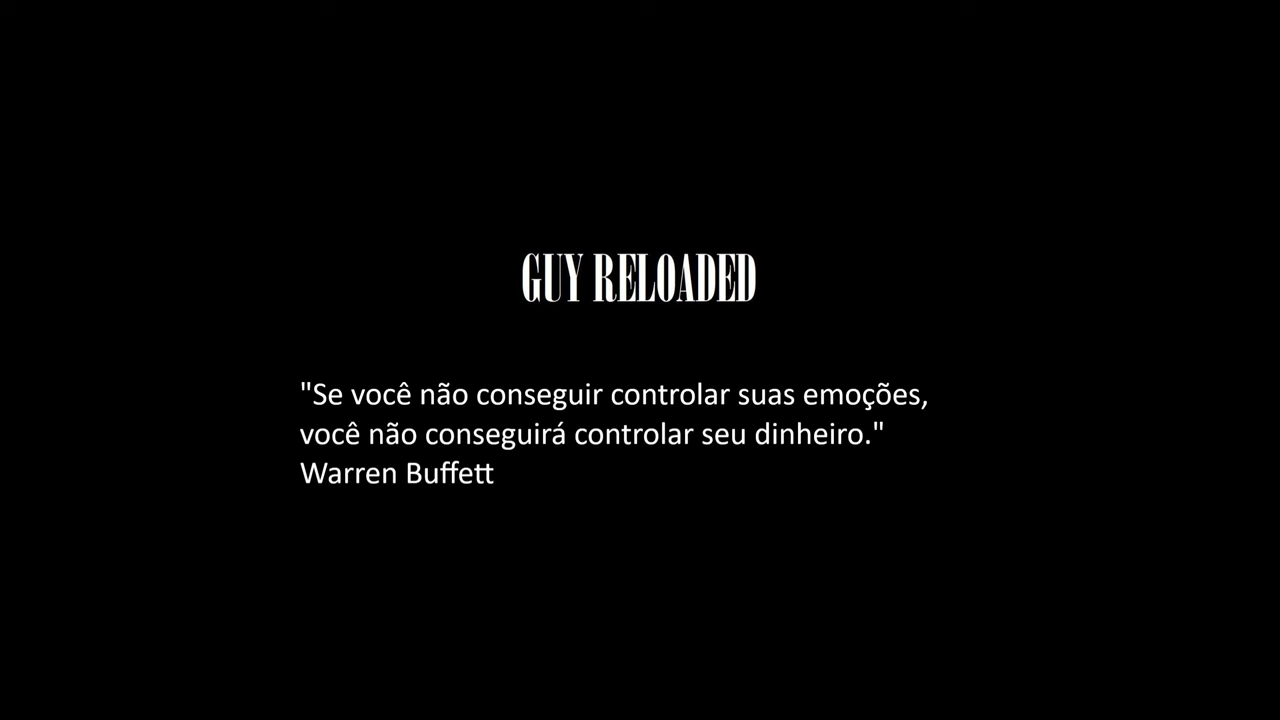 GUY RELOADED
"Se você não conseguir controlar suas emoções,
você não conseguirá controlar seu dinheiro."
Warren Buffett